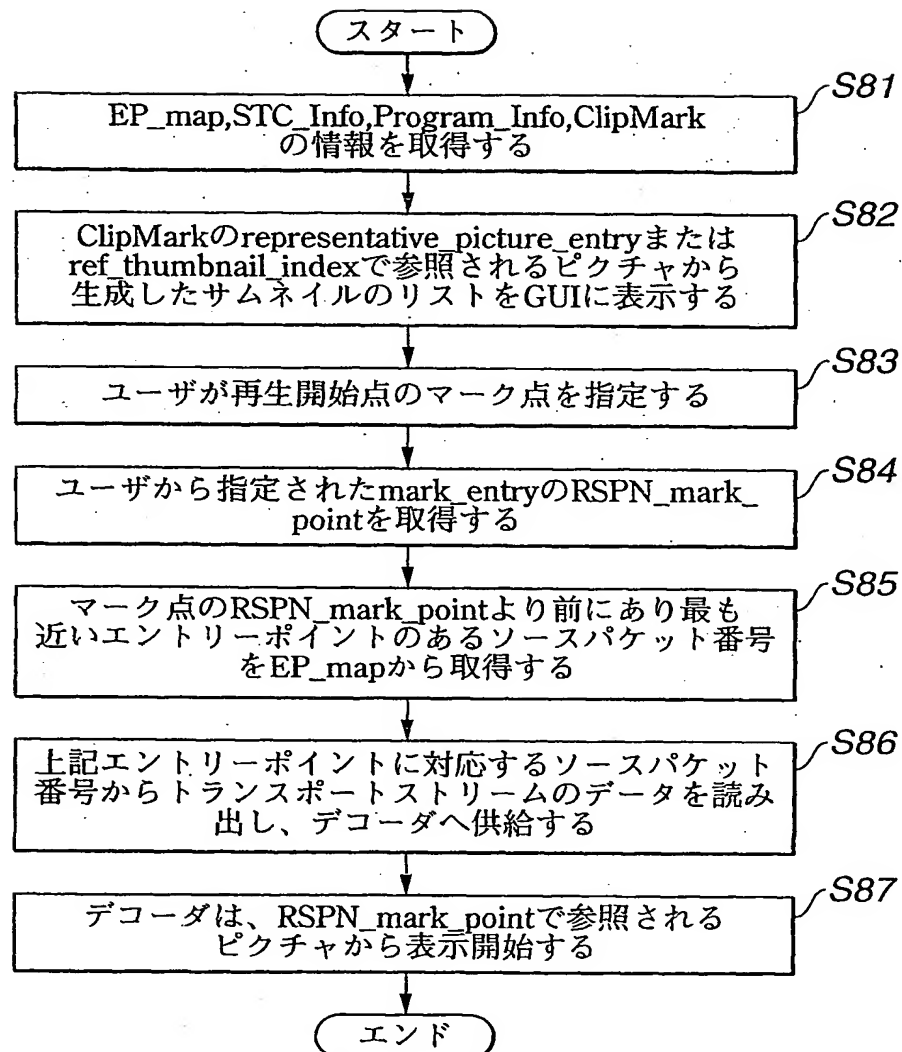 スタート
S81
EP_map,STC_Info,Program_Info,ClipMark
の情報を取得する
S82
ClipMarkのrepresentative_picture_entryまたは
ref_thumbnail_indexで参照されるピクチャから
生成したサムネイルのリストをGUIに表示する
S83
ユーザが再生開始点のマーク点を指定する
S84
ユーザから指定されたmark_entryのRSPN_mark_
pointを取得する
S85
マーク点のRSPN_mark_pointより前にあり最も
近いエントリーポイントのあるソースパケット番号
をEP_mapから取得する
S86
上記エントリーポイントに対応するソースパケット
番号からトランスポートストリームのデータを読み
出し、デコーダへ供給する
S87
デコーダは、RSPN_mark_pointで参照される
ピクチャから表示開始する
エンド